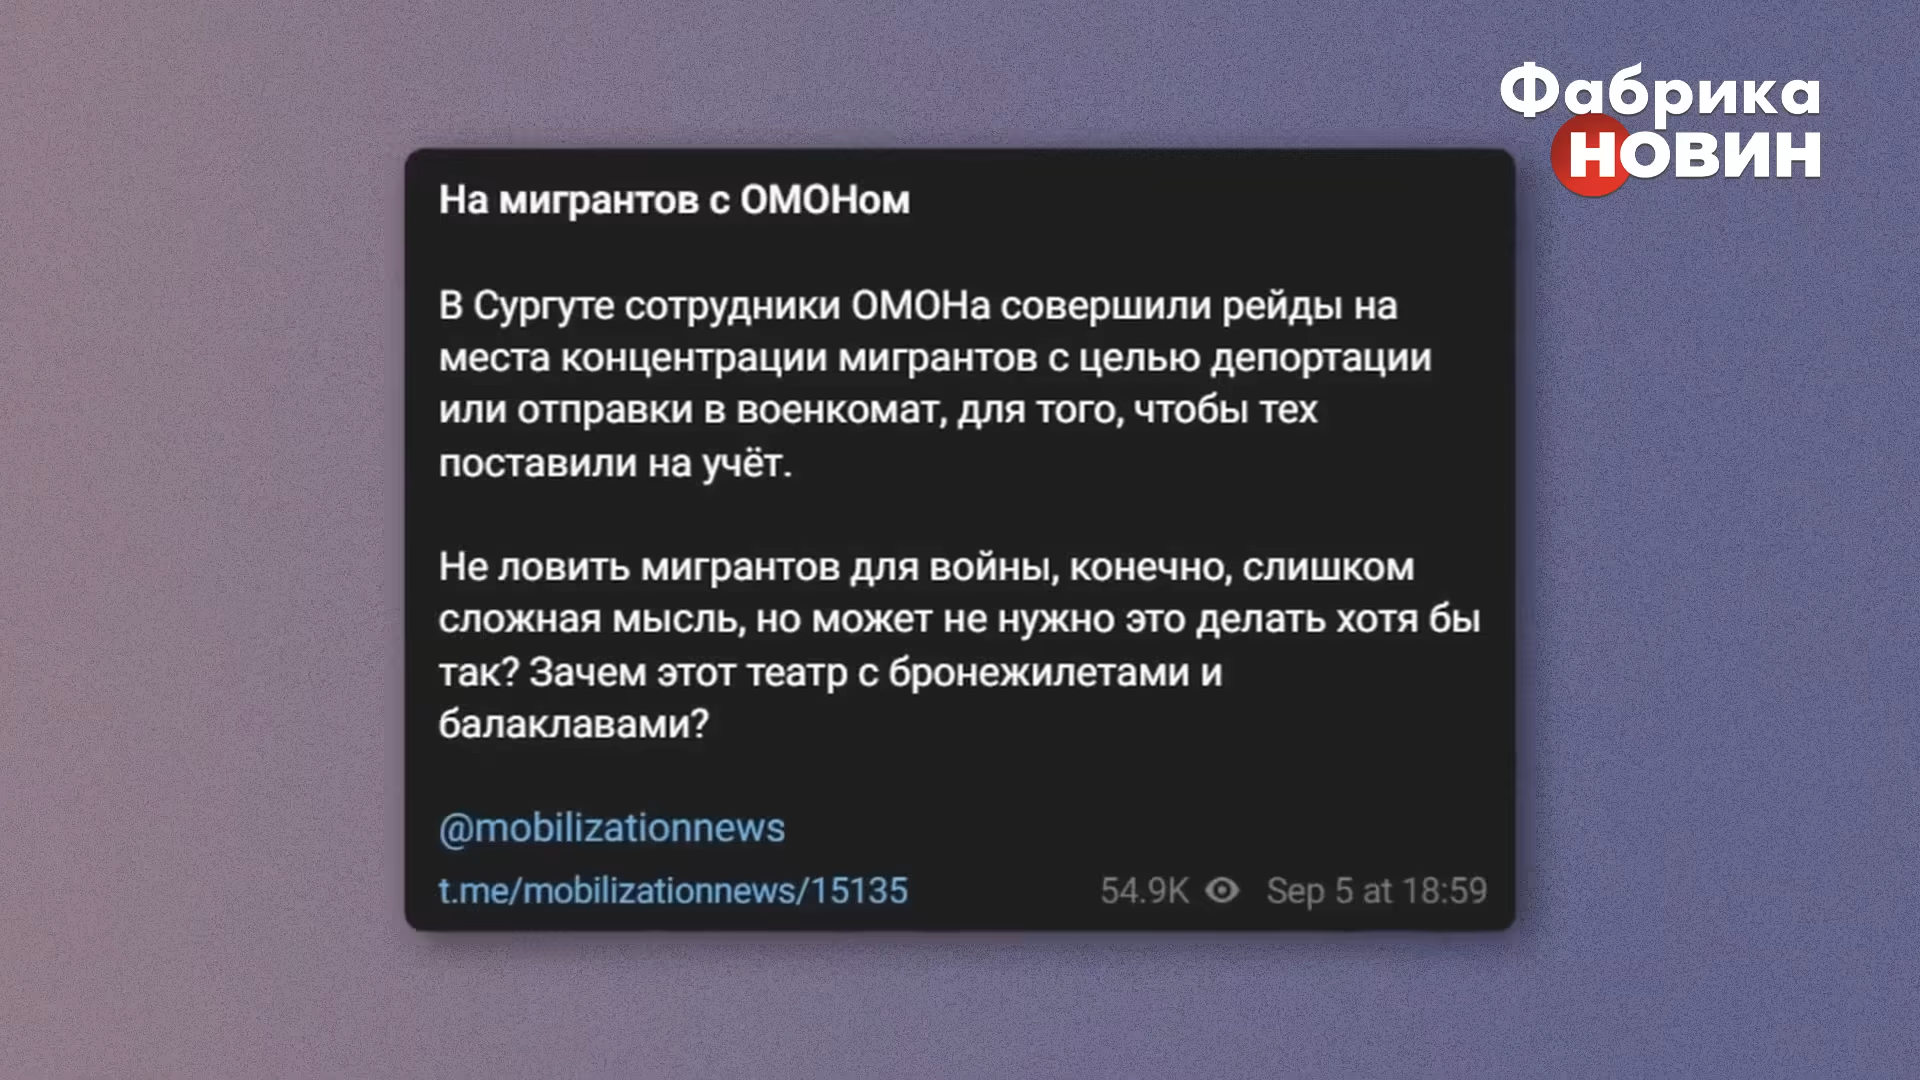 Фабрика
новин
На мигрантов с ОМОНом
В Сургуте сотрудники ОМОНа совершили рейды на
места концентрации мигрантов с целью депортации
или отправки в военкомат, для того, чтобы тех
поставили на учёт.
Не ловить мигрантов для войны, конечно, слишком
сложная мысль, но может не нужно это делать хотя бы
так? Зачем этот театр с бронежилетами и
балаклавами?
@mobilizationnews
t.me/mobilizationnews/15135 54.9K Sep 5 at 18:59